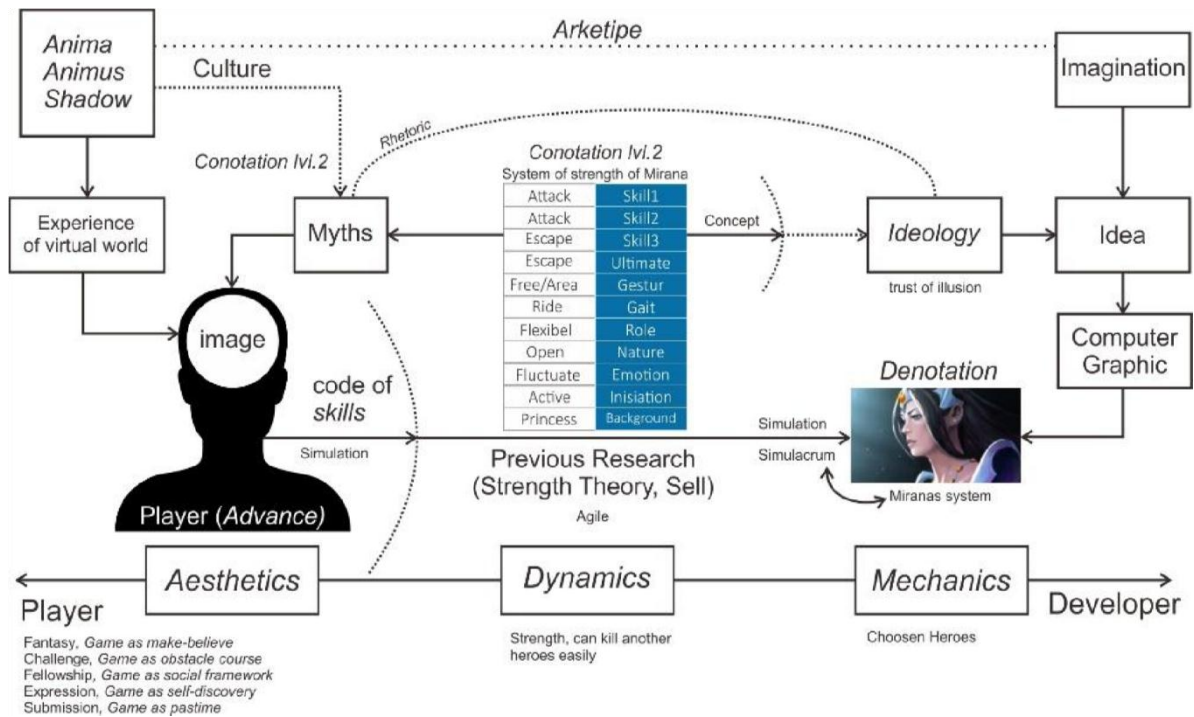 Anima
Animus
Shadow
Arketipe
Imagination
Culture
Conotation lvl.2
Rhetoric
Conotation lvl.2
System of strength of Mirana
Attack Skill1
Attack Skill2
Escape Skill3
Escape Ultimate
Free/Area Gestur
Ride Gait
Flexibel Role
Open Nature
Fluctuate Emotion
Active Inisiation
Princess Background
Experience
of virtual world
Myths
Concept
Ideology
Idea
trust of illusion
image
Computer
Graphic
code of
skills
Denotation
Simulation
Simulation
Simulacrum
Previous Research
(Strength Theory, Sell)
Agile
Miranas system
Player (Advance)
Aesthetics
Dynamics
Mechanics
Player
Developer
Fantasy, Game as make-believe
Challenge, Game as obstacle course
Fellowship, Game as social framework
Expression, Game as self-discovery
Submission, Game as pastime
Strength, can kill another
heroes easily
Choosen Heroes